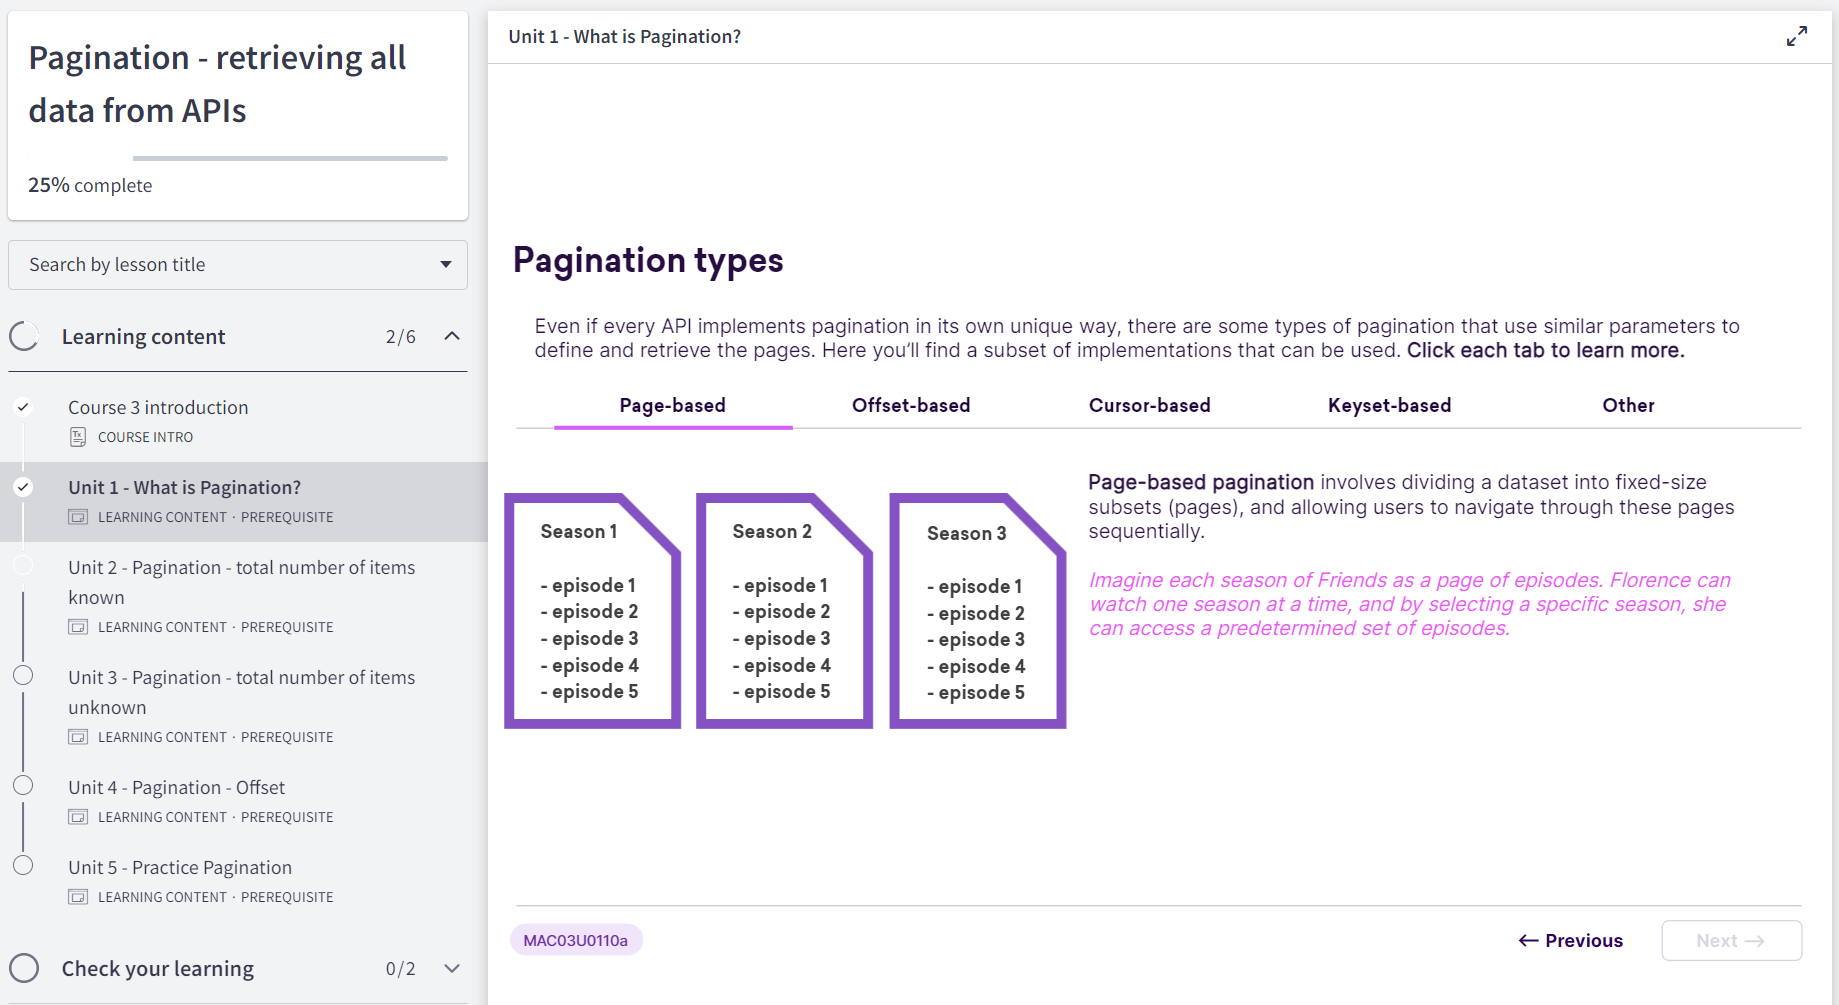 Pagination - retrieving all
data from APIs
25% complete
Search by lesson title
Learning content 2/6
Course 3 introduction
COURSE INTRO
Unit 1 - What is Pagination?
LEARNING CONTENT · PREREQUISITE
Unit 2 - Pagination - total number of items
known
LEARNING CONTENT · PREREQUISITE
Unit 3 - Pagination - total number of items
unknown
LEARNING CONTENT · PREREQUISITE
Unit 4 - Pagination - Offset
LEARNING CONTENT · PREREQUISITE
Unit 5 - Practice Pagination
LEARNING CONTENT · PREREQUISITE
Check your learning 0/2
Unit 1 - What is Pagination?
Pagination types
Even if every API implements pagination in its own unique way, there are some types of pagination that use similar parameters to
define and retrieve the pages. Here you'll find a subset of implementations that can be used. Click each tab to learn more.
Page-based Offset-based Cursor-based Keyset-based Other
Season 1
- episode 1
- episode 2
- episode 3
- episode 4
- episode 5
Season 2
- episode 1
- episode 2
- episode 3
- episode 4
- episode 5
Season 3
- episode 1
- episode 2
- episode 3
- episode 4
- episode 5
Page-based pagination involves dividing a dataset into fixed-size
subsets (pages), and allowing users to navigate through these pages
sequentially.
Imagine each season of Friends as a page of episodes. Florence can
watch one season at a time, and by selecting a specific season, she
can access a predetermined set of episodes.
MAC03U0110a
← Previous
Next →